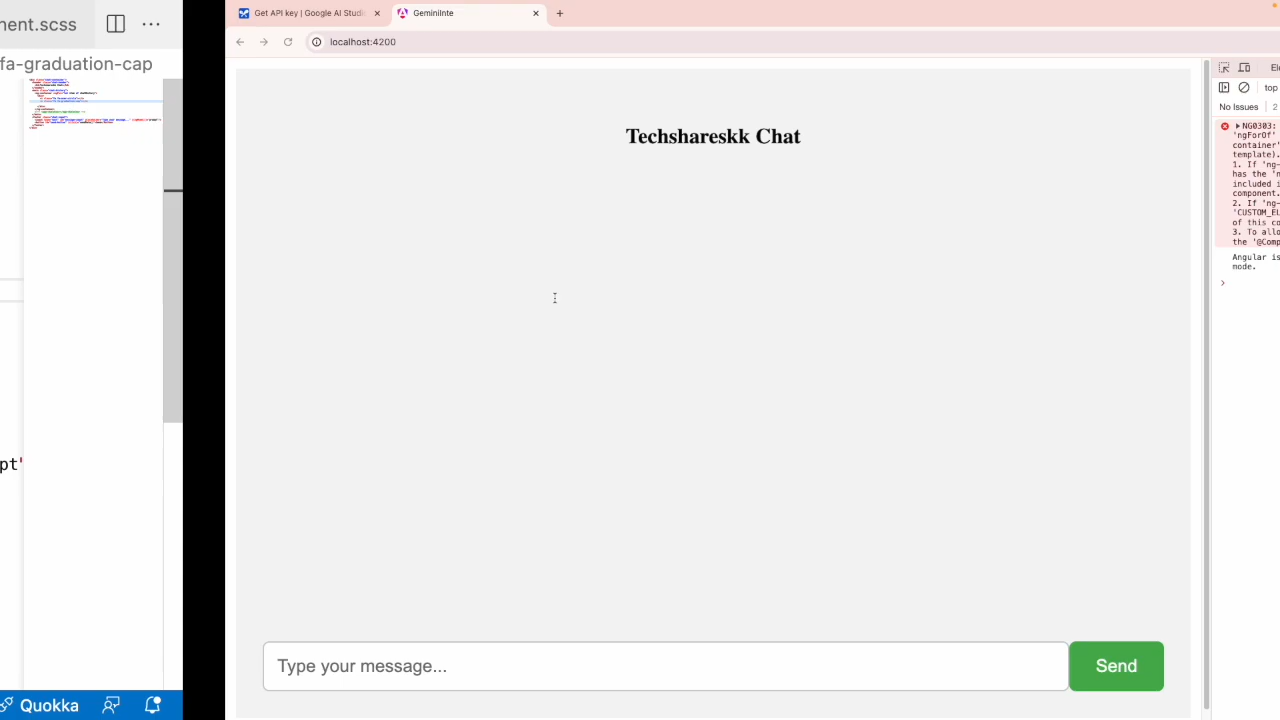 nent.scss
fa-graduation-cap
pt'
Quokka
Get API key | Google AI Studi
GeminiInte
localhost:4200
Techshareskk Chat
Type your message...
Send
Ele
top
No Issues
2
NG0303:
'ngForOf'
container'
template).
1. If 'ng-
has the 'n
included i
component.
2. If 'ng-
'CUSTOM_EL
of this co
3. To allo
the '@Comp
Angular is
mode.